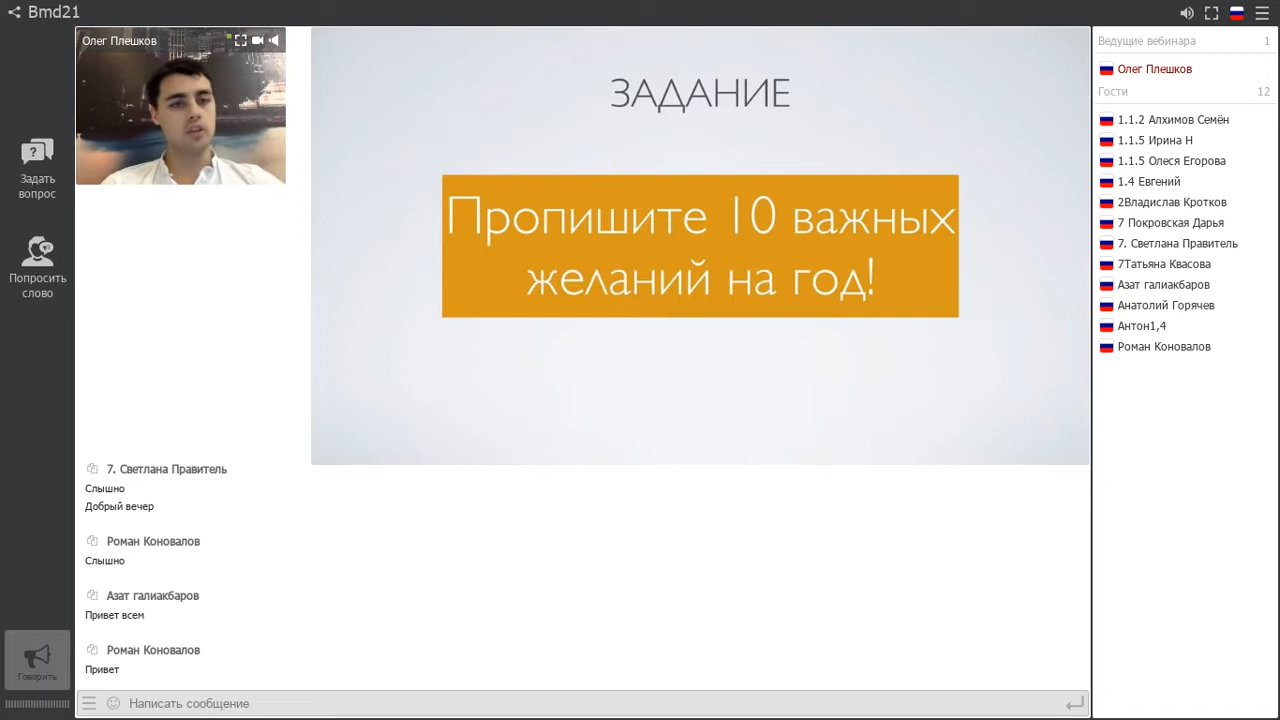 Bmd21
Олег Плешков
Задать
вопрос
Попросить
слово
Говорить
ЗАДАНИЕ
Пропишите 10 важных
желаний на год!
7. Светлана Правитель
Слышно
Добрый вечер
Роман Коновалов
Слышно
Азат галиакбаров
Привет всем
Роман Коновалов
Привет
Написать сообщение
Ведущие вебинара 1
Олег Плешков
Гости 12
1.1.2 Алхимов Семён
1.1.5 Ирина Н
1.1.5 Олеся Егорова
1.4 Евгений
2Владислав Кротков
7 Покровская Дарья
7. Светлана Правитель
7Татьяна Квасова
Азат галиакбаров
Анатолий Горячев
Антон1,4
Роман Коновалов